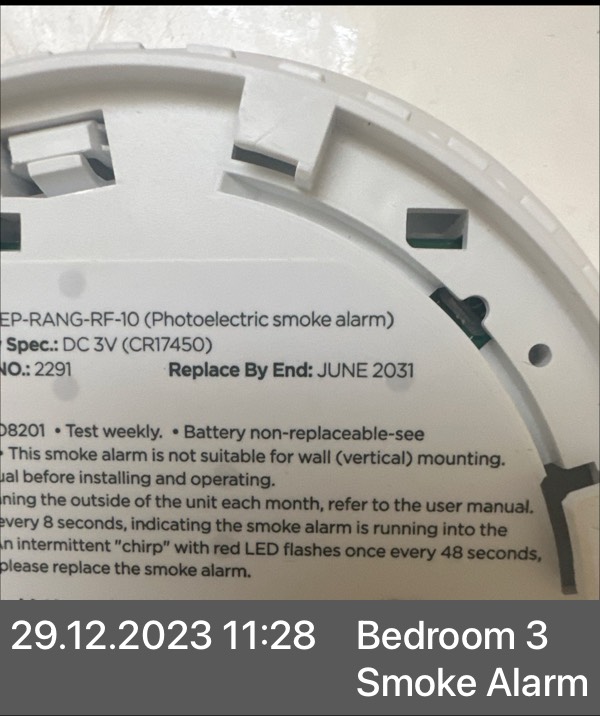 EP-RANG-RF-10 (Photoelectric smoke alarm)
Spec.: DC 3V (CR17450)
NO.: 2291 Replace By End: JUNE 2031
08201 • Test weekly. • Battery non-replaceable-see
• This smoke alarm is not suitable for wall (vertical) mounting.
ual before installing and operating.
ning the outside of the unit each month, refer to the user manual.
every 8 seconds, indicating the smoke alarm is running into the
An intermittent "chirp" with red LED flashes once every 48 seconds,
please replace the smoke alarm.
29.12.2023 11:28 Bedroom 3
Smoke Alarm